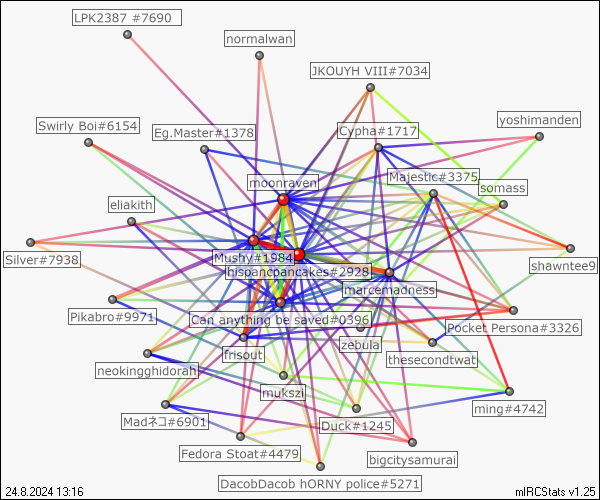 LPK2387 #7690
normalwan
JKOUYH VIII#7034
yoshimanden
Swirly Boi#6154
Eg.Master#1378
Cypha#1717
moonraven
Majestic#3375
somass
eliakith
Silver#7938
Mushy#1984
shawntee9
hisoancoancakes#2928
marcemadness
Pikabro#9971
Can anything be saved#0396
Pocket Persona#3326
zebula
frisout
thesecondtwat
neokingghidorah
mukszi
ming#4742
Madネコ#6901
Duck#1245
Fedora Stoat#4479
bigcitysamurai
DacobDacob hORNY police#5271
24.8.2024 13:16
mIRCStats v1.25